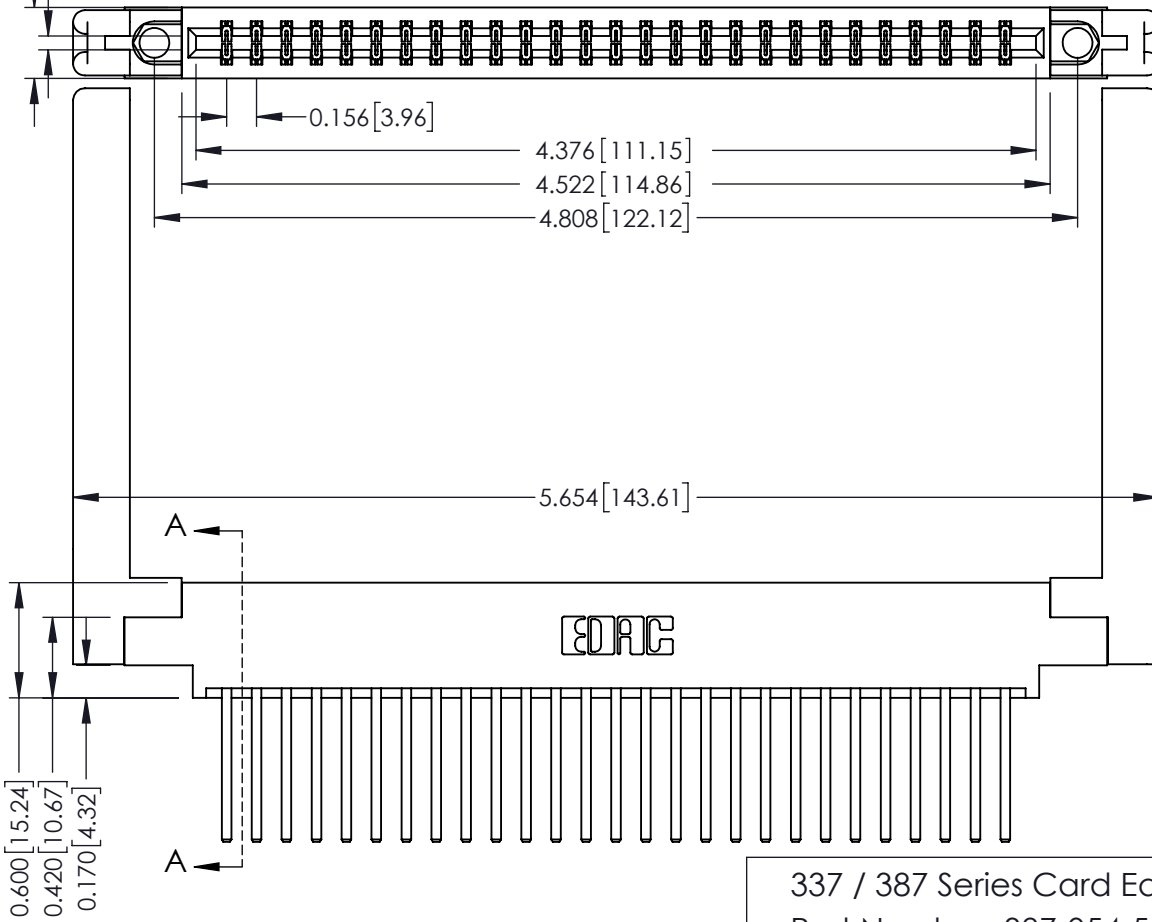 0.156[3.96]
4.376[111.15]
4.522[114.86]
4.808[122.12]
5.654[143.61]
A
EDAC
0.600[15.24]
0.420[10.67]
0.170[4.32]
A
337 / 387 Series Card